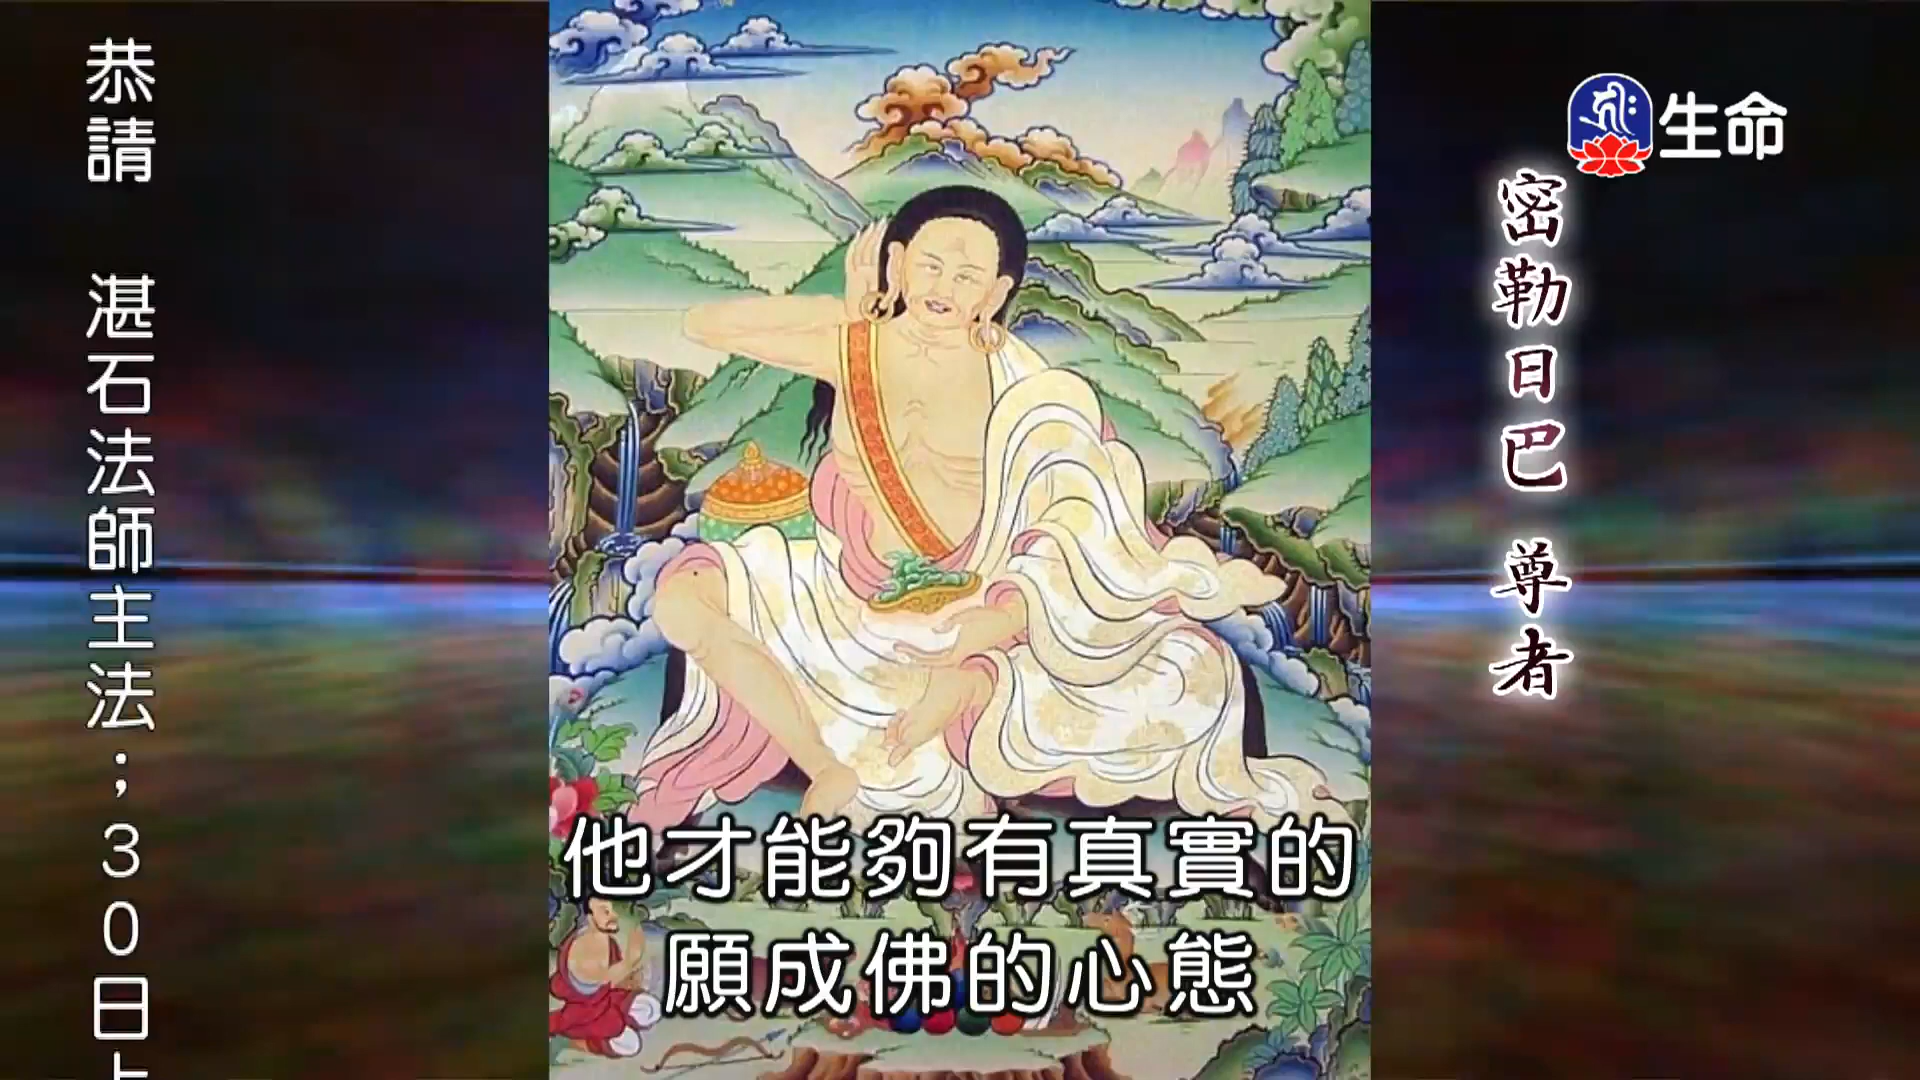 恭請 湛石法師主法；30日
生命
密勒日巴 尊者
他才能夠有真實的
願成佛的心態